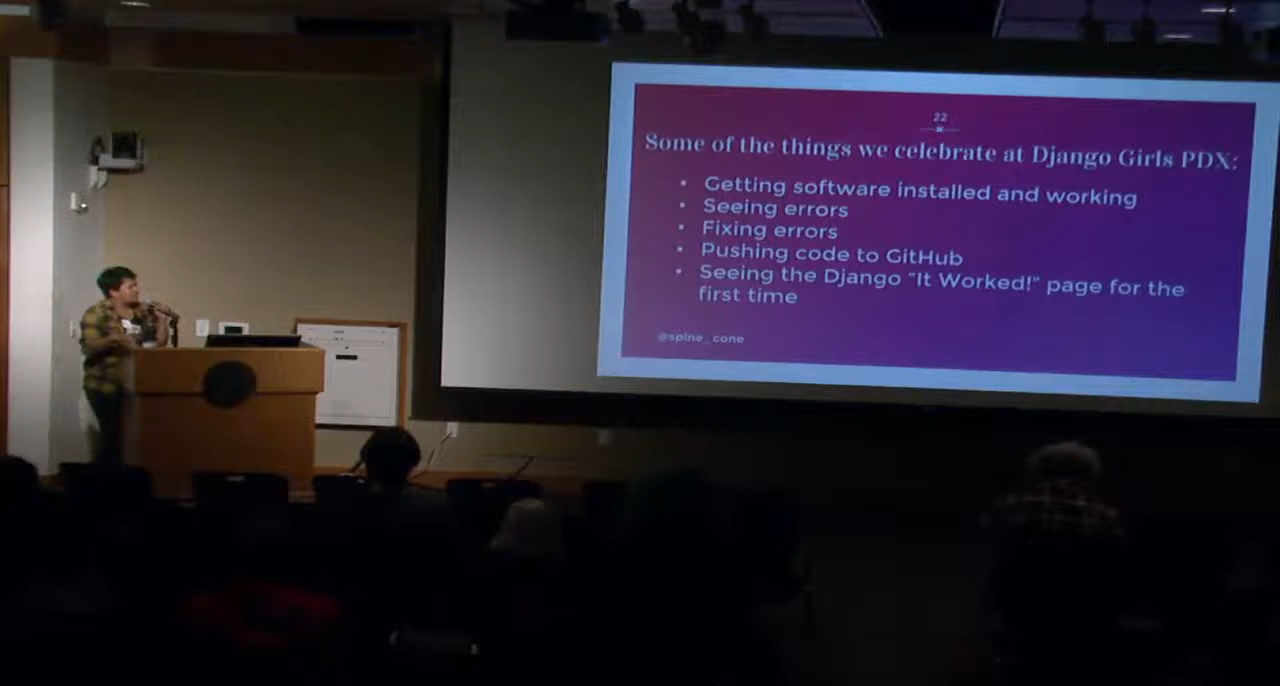 22
Some of the things we celebrate at Django Girls PDX:
• Getting software installed and working
• Seeing errors
• Fixing errors
• Pushing code to GitHub
• Seeing the Django "It Worked!" page for the
first time
@spine_cone